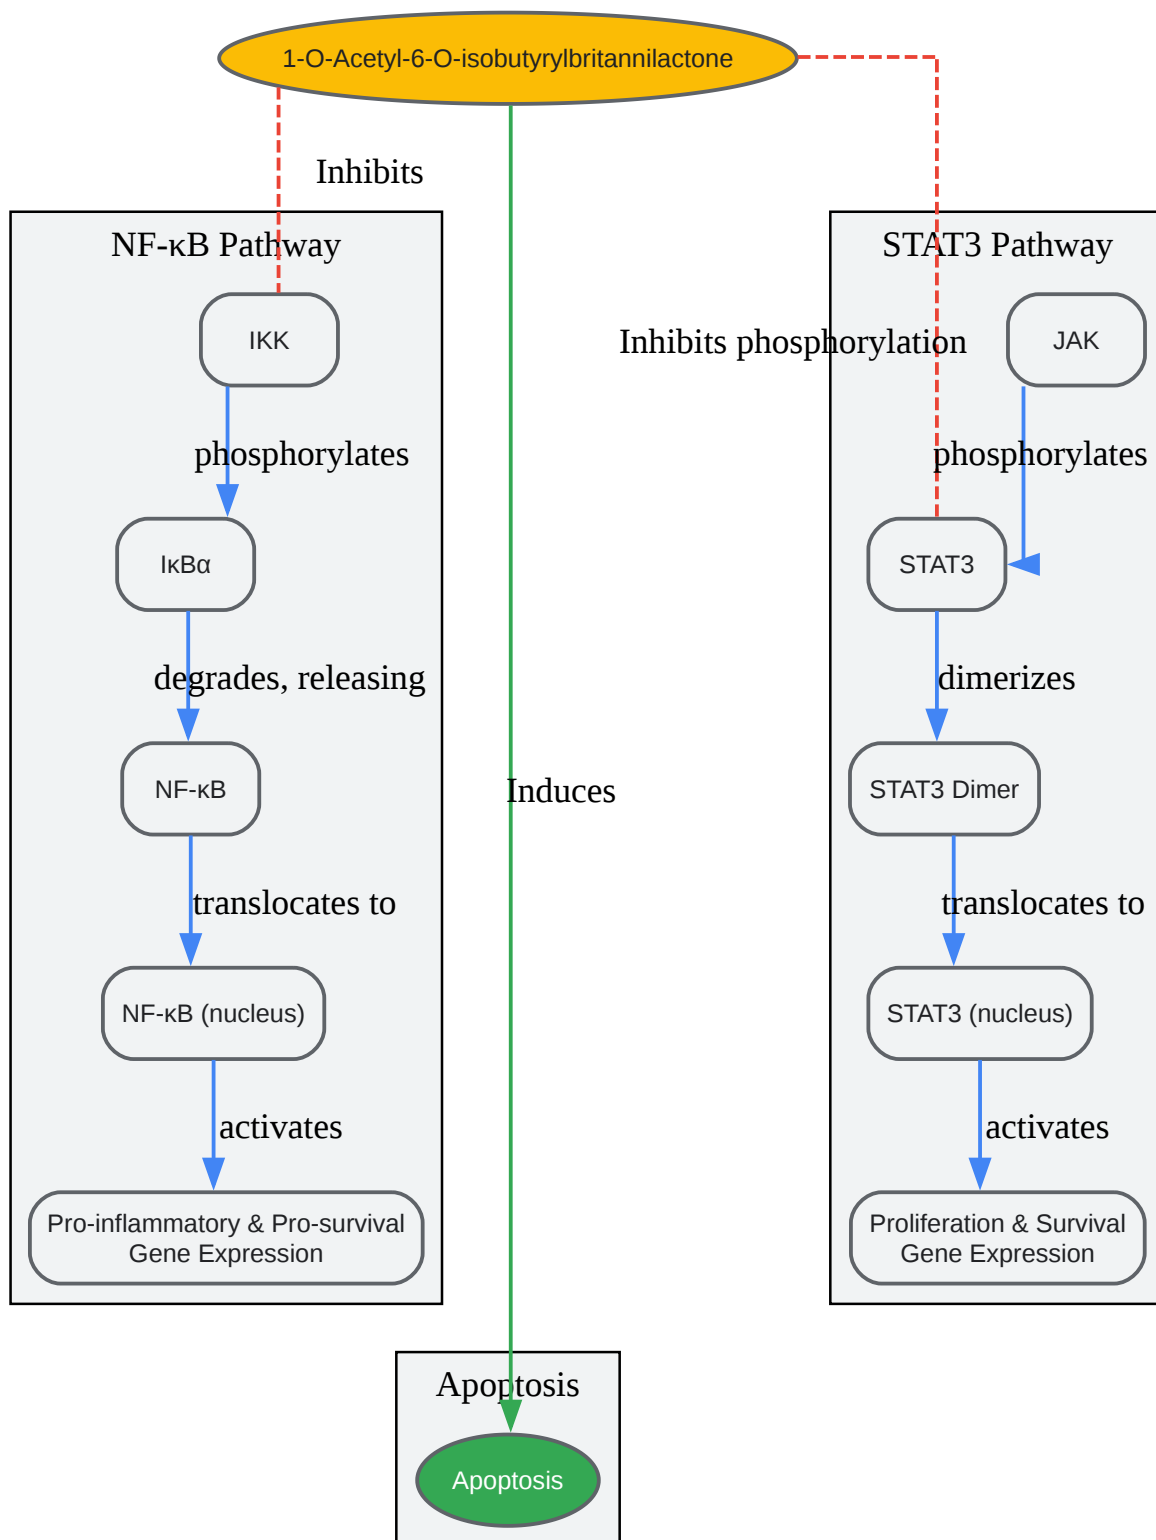 1-O-Acetyl-6-O-isobutyrylbritannilactone
Inhibits
NF-κB Pathway
IKK
phosphorylates
IκBα
degrades, releasing
NF-κB
translocates to
NF-κB (nucleus)
activates
Pro-inflammatory & Pro-survival
Gene Expression
Induces
STAT3 Pathway
Inhibits phosphorylation
JAK
phosphorylates
STAT3
dimerizes
STAT3 Dimer
translocates to
STAT3 (nucleus)
activates
Proliferation & Survival
Gene Expression
Apoptosis
Apoptosis